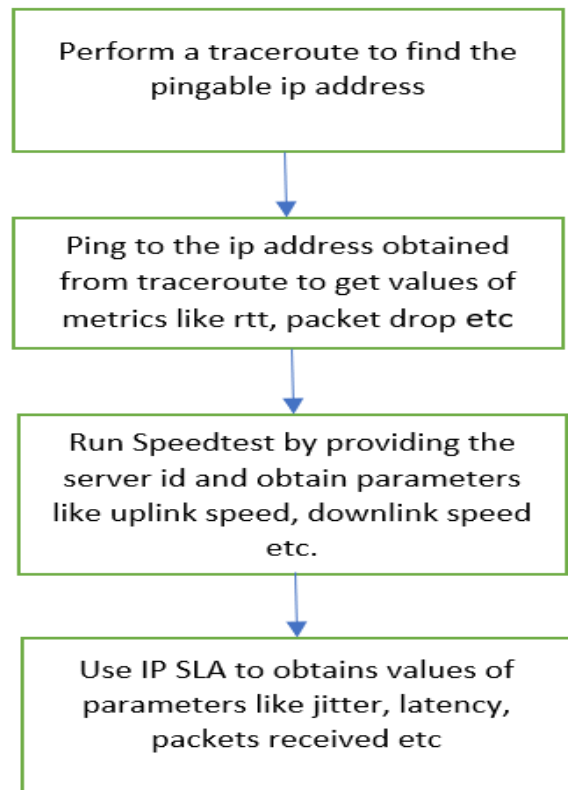 Perform a traceroute to find the
pingable ip address
Ping to the ip address obtained
from traceroute to get values of
metrics like rtt, packet drop etc
Run Speedtest by providing the
server id and obtain parameters
like uplink speed, downlink speed
etc.
Use IP SLA to obtains values of
parameters like jitter, latency,
packets received etc